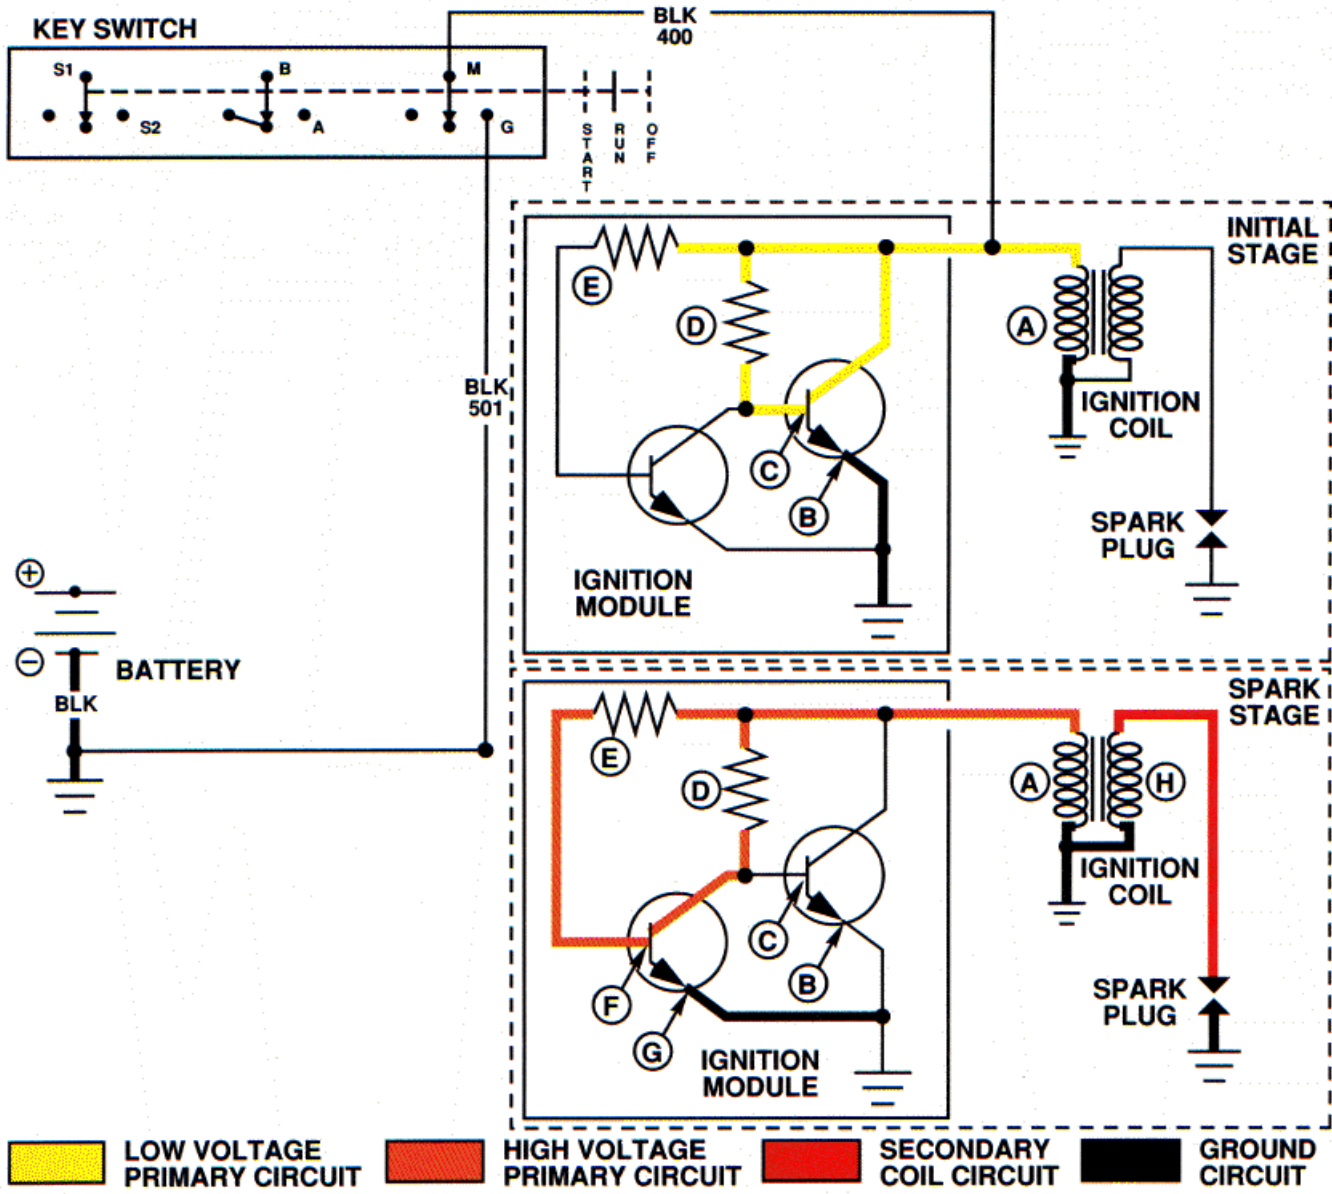 KEY SWITCH
BLK
400
S1
B
M
S2
A
G
START
RUN
OFF
INITIAL
STAGE
E
D
A
C
B
IGNITION
COIL
BLK
501
SPARK
PLUG
IGNITION
MODULE
+
−
BATTERY
BLK
SPARK
STAGE
E
D
A
H
IGNITION
COIL
C
B
F
G
SPARK
PLUG
IGNITION
MODULE
LOW VOLTAGE
PRIMARY CIRCUIT
HIGH VOLTAGE
PRIMARY CIRCUIT
SECONDARY
COIL CIRCUIT
GROUND
CIRCUIT